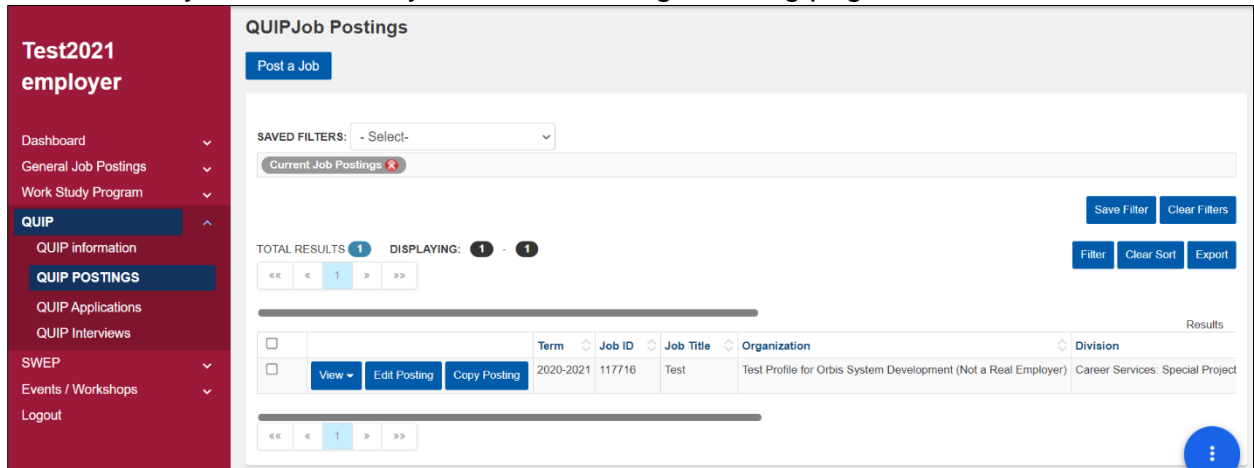 QUIPJob Postings
Test2021
employer
Post a Job
Dashboard
General Job Postings
Work Study Program
QUIP
QUIP information
QUIP POSTINGS
QUIP Applications
QUIP Interviews
SWEP
Events / Workshops
Logout
SAVED FILTERS: - Select-
Current Job Postings
Save Filter Clear Filters
TOTAL RESULTS 1 DISPLAYING: 1 - 1
Filter Clear Sort Export
«« « 1 » »»
Results
Term Job ID Job Title Organization Division
View Edit Posting Copy Posting 2020-2021 117716 Test Test Profile for Orbis System Development (Not a Real Employer) Career Services: Special Project
«« « 1 » »»